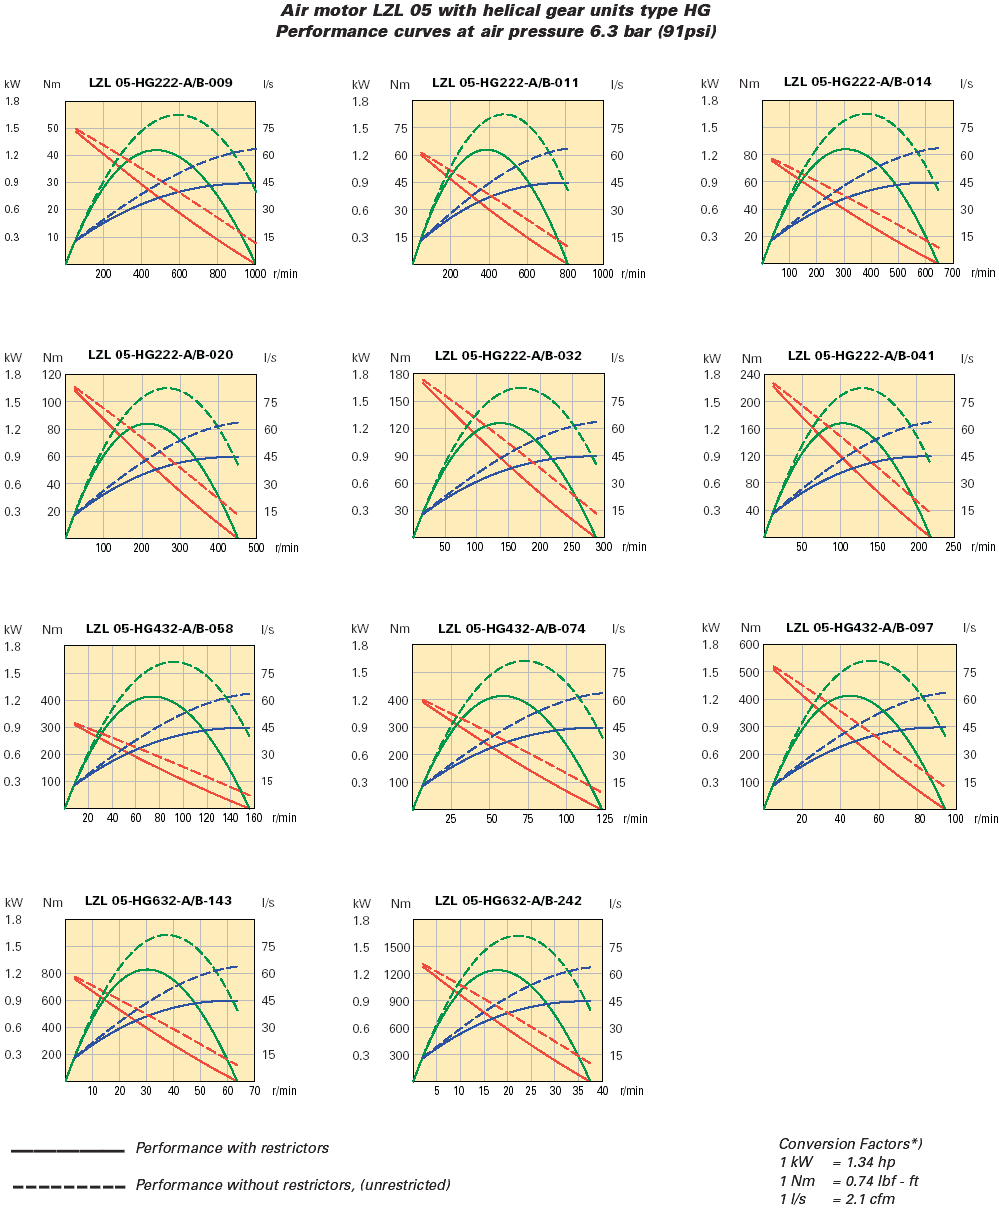 Air motor LZL 05 with helical gear units type HG
Performance curves at air pressure 6.3 bar (91psi)
kW Nm LZL 05-HG222-A/B-009 l/s
1.8
1.5 50 75
1.2 40 60
0.9 30 45
0.6 20 30
0.3 10 15
200 400 600 800 1000 r/min
kW Nm LZL 05-HG222-A/B-011 l/s
1.8
1.5 75 75
1.2 60 60
0.9 45 45
0.6 30 30
0.3 15 15
200 400 600 800 1000 r/min
kW Nm LZL 05-HG222-A/B-014 l/s
1.8
1.5 75
1.2 80 60
0.9 60 45
0.6 40 30
0.3 20 15
100 200 300 400 500 600 700 r/min
kW Nm LZL 05-HG222-A/B-020 l/s
1.8 120
1.5 100 75
1.2 80 60
0.9 60 45
0.6 40 30
0.3 20 15
100 200 300 400 500 r/min
kW Nm LZL 05-HG222-A/B-032 l/s
1.8 180
1.5 150 75
1.2 120 60
0.9 90 45
0.6 60 30
0.3 30 15
50 100 150 200 250 300 r/min
kW Nm LZL 05-HG222-A/B-041 l/s
1.8 240
1.5 200 75
1.2 160 60
0.9 120 45
0.6 80 30
0.3 40 15
50 100 150 200 250 r/min
kW Nm LZL 05-HG432-A/B-058 l/s
1.8
1.5 75
1.2 400 60
0.9 300 45
0.6 200 30
0.3 100 15
20 40 60 80 100 120 140 160 r/min
kW Nm LZL 05-HG432-A/B-074 l/s
1.8
1.5 75
1.2 400 60
0.9 300 45
0.6 200 30
0.3 100 15
25 50 75 100 125 r/min
kW Nm LZL 05-HG432-A/B-097 l/s
1.8 600
1.5 500 75
1.2 400 60
0.9 300 45
0.6 200 30
0.3 100 15
20 40 60 80 100 r/min
kW Nm LZL 05-HG632-A/B-143 l/s
1.8
1.5 75
1.2 800 60
0.9 600 45
0.6 400 30
0.3 200 15
10 20 30 40 50 60 70 r/min
kW Nm LZL 05-HG632-A/B-242 l/s
1.8
1.5 1500 75
1.2 1200 60
0.9 900 45
0.6 600 30
0.3 300 15
5 10 15 20 25 30 35 40 r/min
Performance with restrictors
Performance without restrictors, (unrestricted)
Conversion Factors*)
1 kW = 1.34 hp
1 Nm = 0.74 lbf - ft
1 l/s = 2.1 cfm